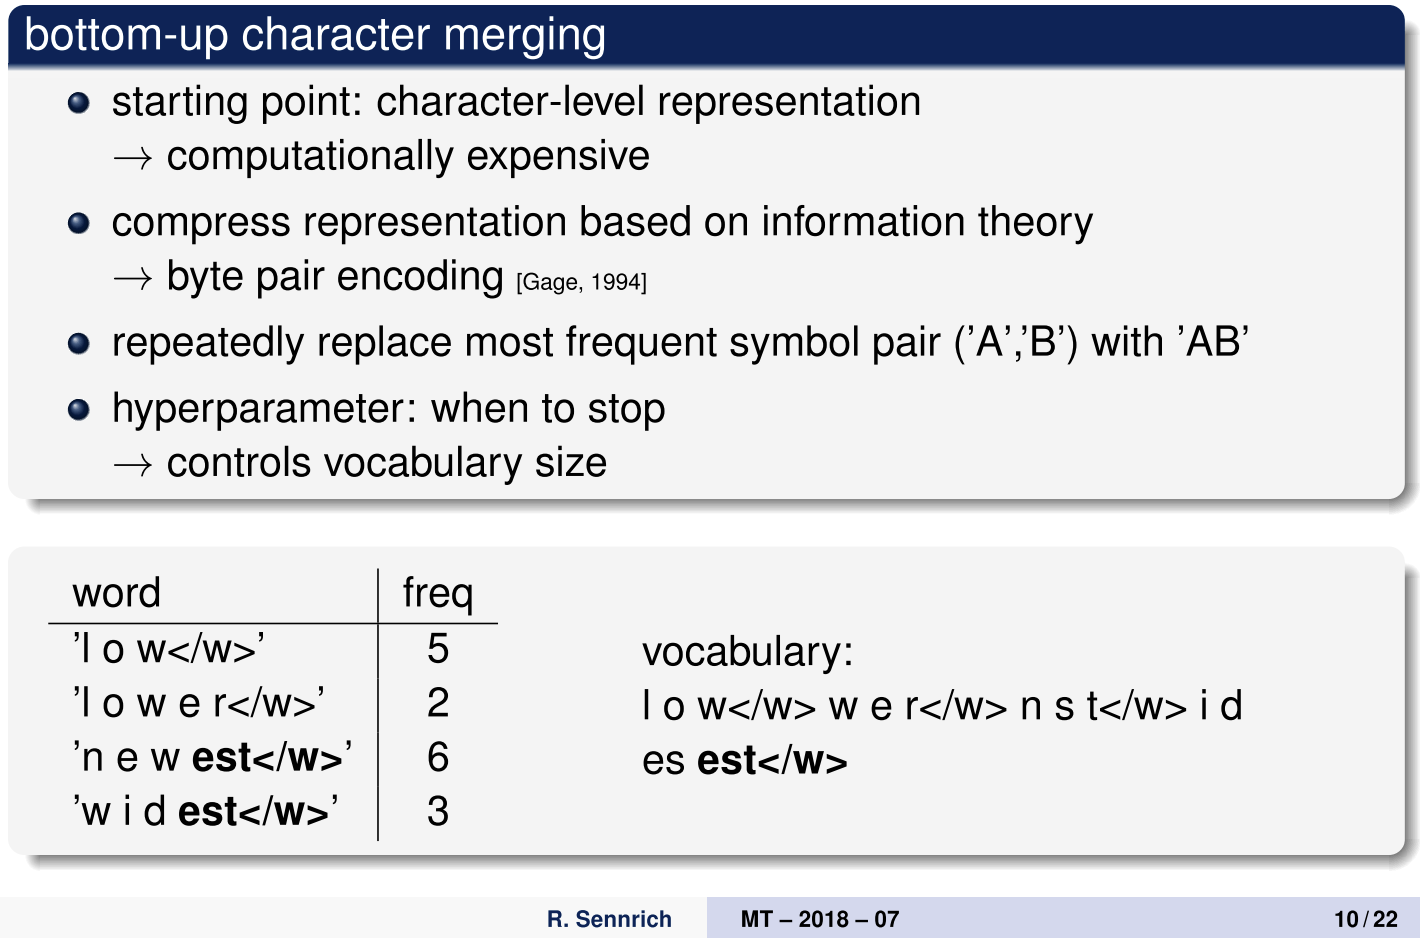 bottom-up character merging
starting point: character-level representation
→ computationally expensive
compress representation based on information theory
→ byte pair encoding [Gage, 1994]
repeatedly replace most frequent symbol pair ('A','B') with 'AB'
hyperparameter: when to stop
→ controls vocabulary size
word freq
'l o w</w>' 5
'l o w e r</w>' 2
'n e w est</w>' 6
'w i d est</w>' 3
vocabulary:
l o w</w> w e r</w> n s t</w> i d
es est</w>
R. Sennrich MT – 2018 – 07 10 / 22